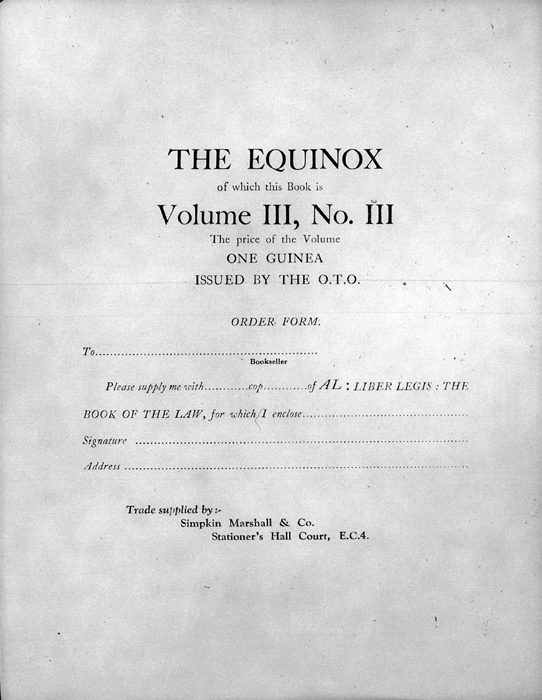 THE EQUINOX
of which this Book is
Volume III, No. III
The price of the Volume
ONE GUINEA
ISSUED BY THE O.T.O.
ORDER FORM.
To.......................................................
Bookseller
Please supply me with...........cop...........of AL : LIBER LEGIS : THE
BOOK OF THE LAW, for which I enclose..........................................
Signature ...................................................................................
Address ......................................................................................
Trade supplied by :-
Simpkin Marshall & Co.
Stationer's Hall Court, E.C.4.